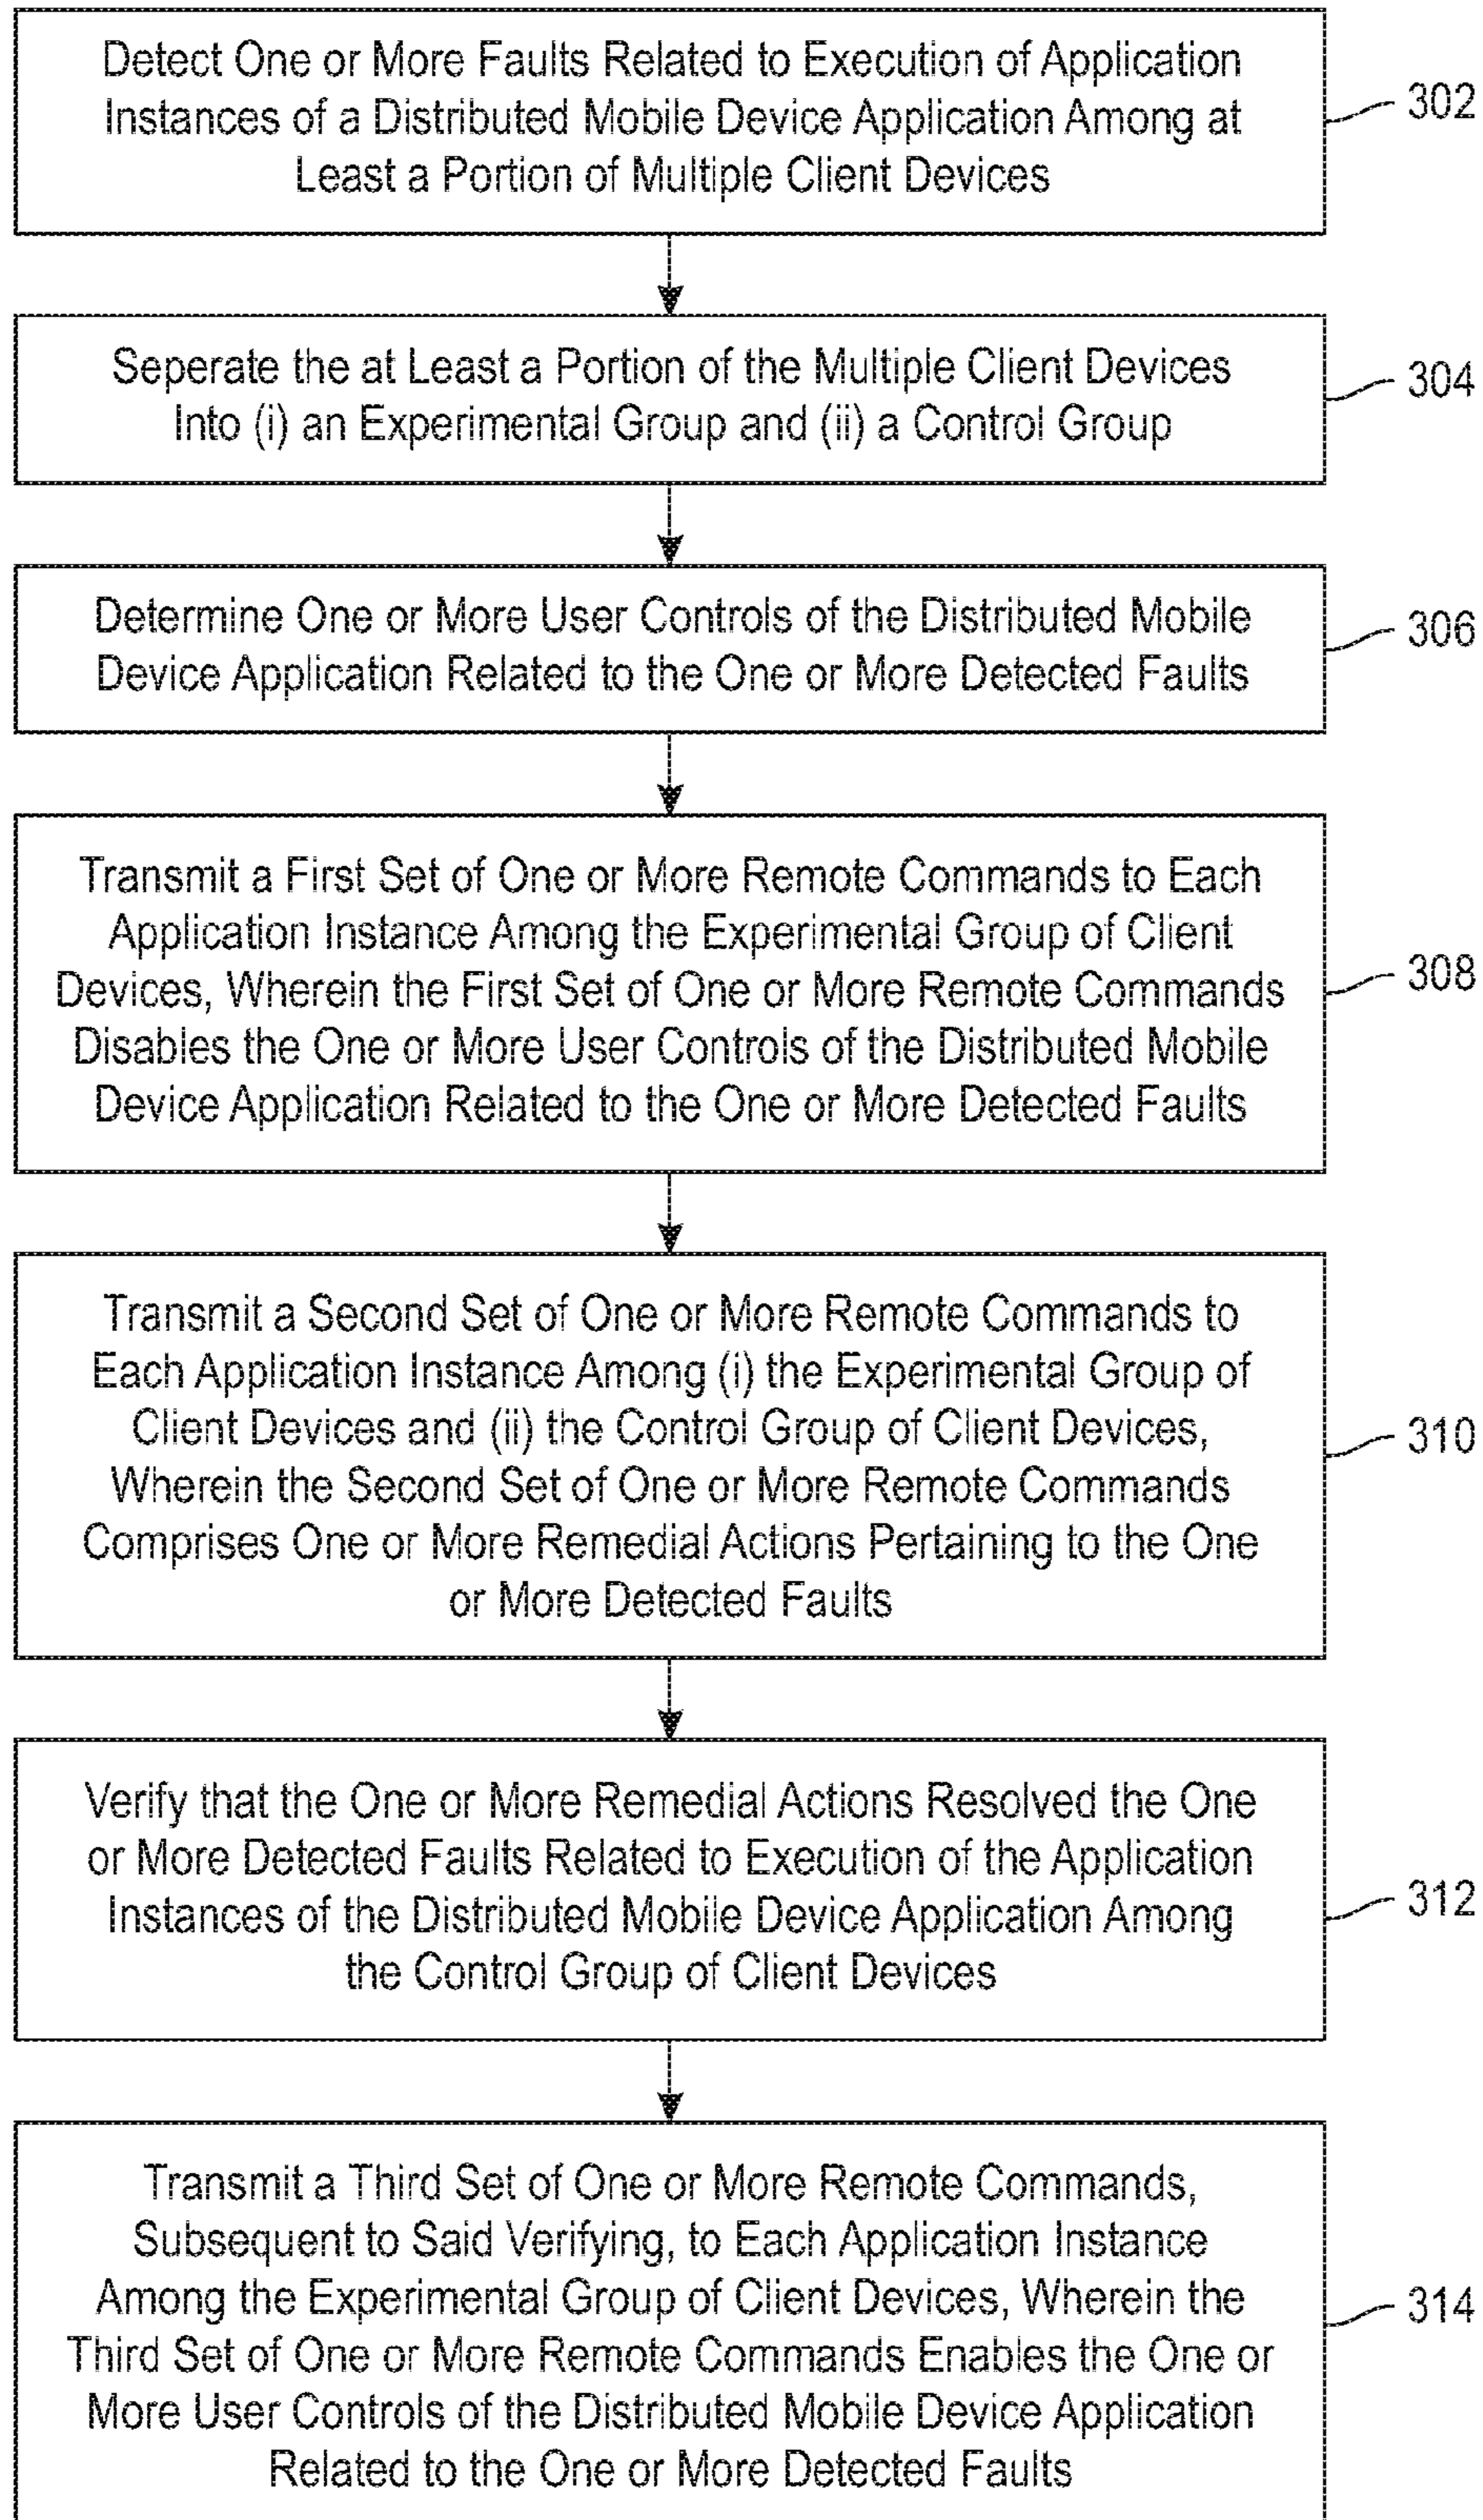 Detect One or More Faults Related to Execution of Application
Instances of a Distributed Mobile Device Application Among at
Least a Portion of Multiple Client Devices
302
Seperate the at Least a Portion of the Multiple Client Devices
Into (i) an Experimental Group and (ii) a Control Group
304
Determine One or More User Controls of the Distributed Mobile
Device Application Related to the One or More Detected Faults
306
Transmit a First Set of One or More Remote Commands to Each
Application Instance Among the Experimental Group of Client
Devices, Wherein the First Set of One or More Remote Commands
Disables the One or More User Controls of the Distributed Mobile
Device Application Related to the One or More Detected Faults
308
Transmit a Second Set of One or More Remote Commands to
Each Application Instance Among (i) the Experimental Group of
Client Devices and (ii) the Control Group of Client Devices,
Wherein the Second Set of One or More Remote Commands
Comprises One or More Remedial Actions Pertaining to the One
or More Detected Faults
310
Verify that the One or More Remedial Actions Resolved the One
or More Detected Faults Related to Execution of the Application
Instances of the Distributed Mobile Device Application Among
the Control Group of Client Devices
312
Transmit a Third Set of One or More Remote Commands,
Subsequent to Said Verifying, to Each Application Instance
Among the Experimental Group of Client Devices, Wherein the
Third Set of One or More Remote Commands Enables the One or
More User Controls of the Distributed Mobile Device Application
Related to the One or More Detected Faults
314